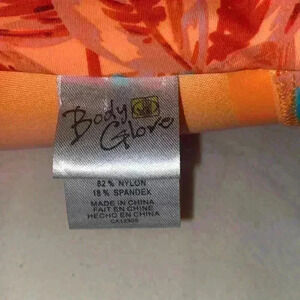 Body
Glove
82% NYLON
18% SPANDEX
MADE IN CHINA
FAIT EN CHINE
HECHO EN CHINA